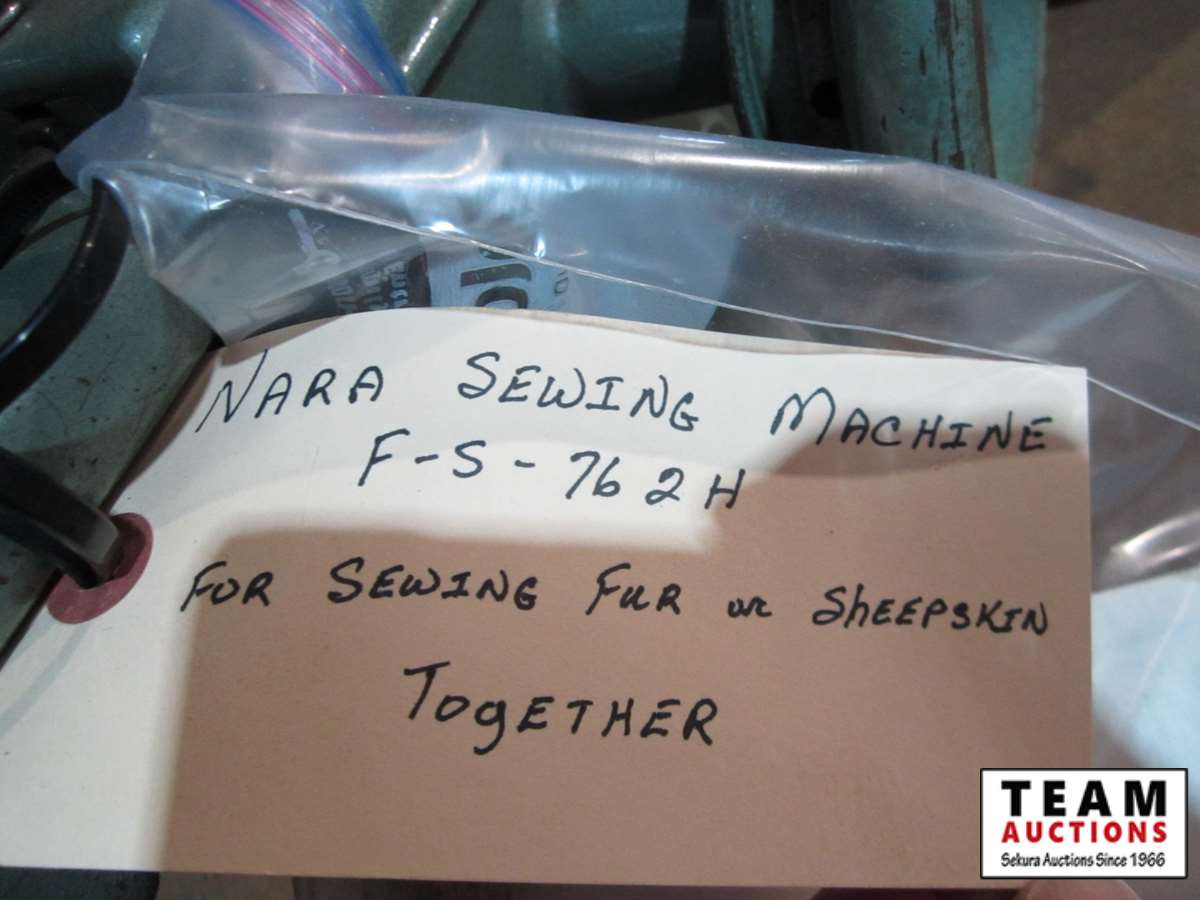 NARA SEWING MACHINE
F-S-762H
FOR SEWING FUR or ShEEPSKIN
TOgETHER
TEAM
AUCTIONS
Sekura Auctions Since 1966